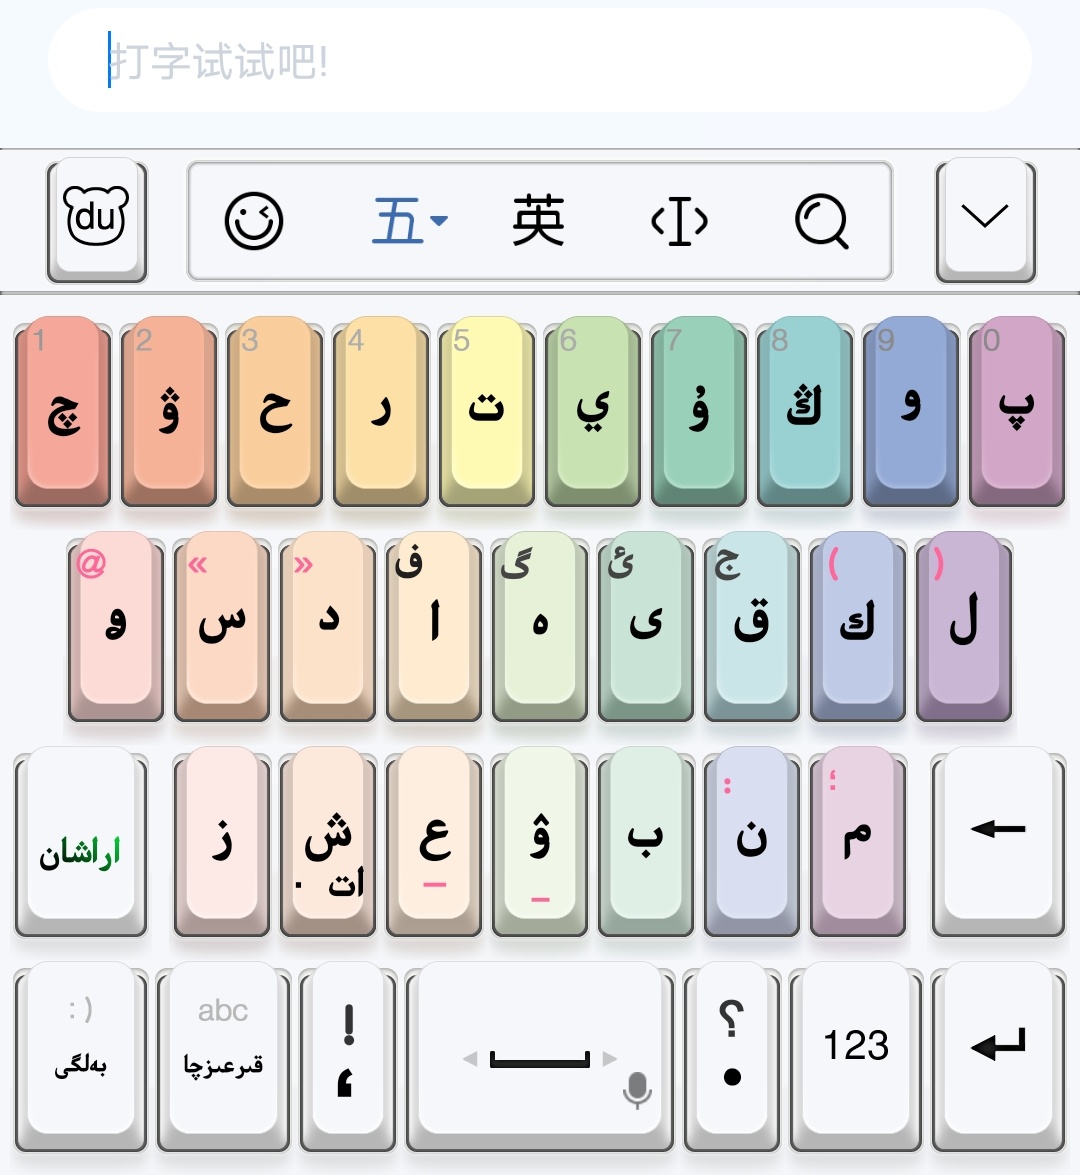 打字试试吧!
du 五 英
1 2 3 4 5 6 7 8 9 0
چ ۋ ح ر ت ي ۇ ڭ و پ
@ « » ف گ ئ ج ( )
ۅ س د ا ە ى ق ك ل
: ؛
اراشان ز ش ع ۋ ب ن م
ات · – –
:) abc ! ؟
بەلگى قىرعىزچا ، . 123